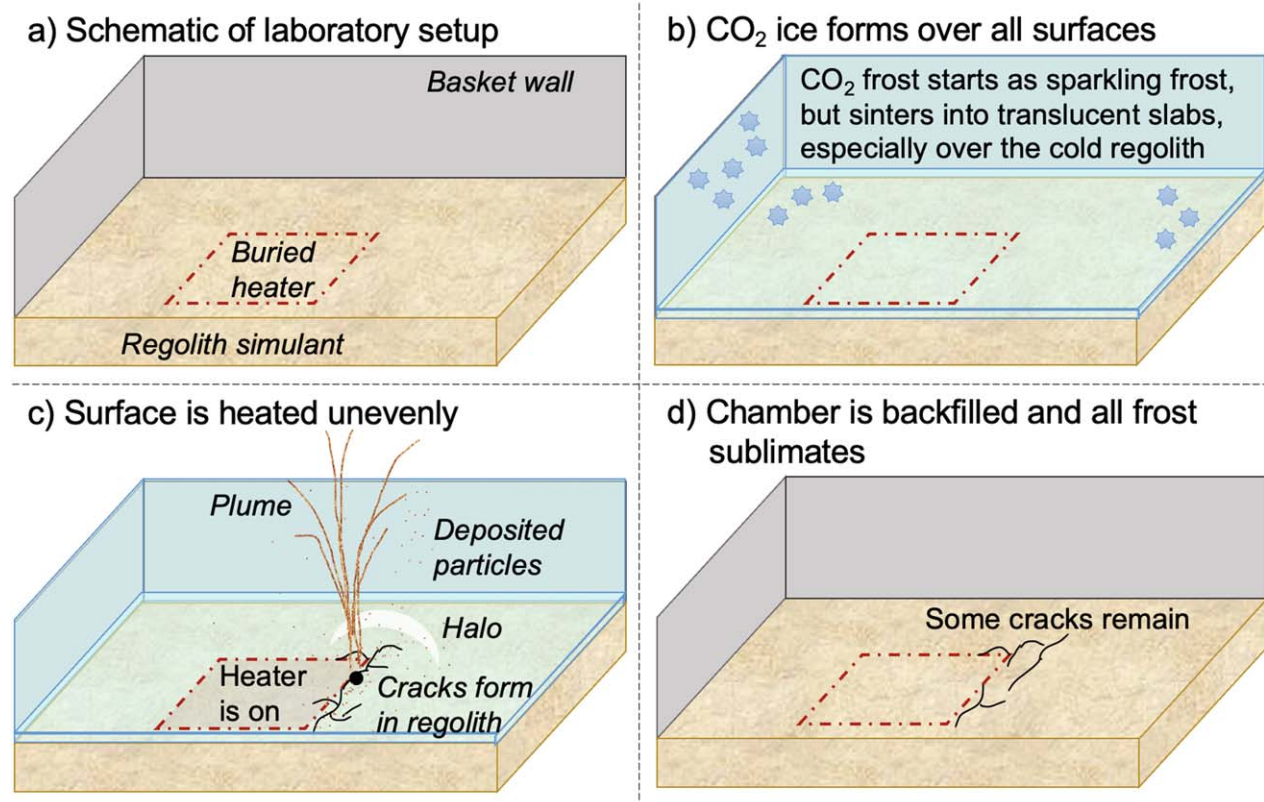 a) Schematic of laboratory setup
Basket wall
Buried
heater
Regolith simulant
b) CO₂ ice forms over all surfaces
CO₂ frost starts as sparkling frost,
but sinters into translucent slabs,
especially over the cold regolith
c) Surface is heated unevenly
Plume
Deposited
particles
Halo
Heater
is on
Cracks form
in regolith
d) Chamber is backfilled and all frost
sublimates
Some cracks remain